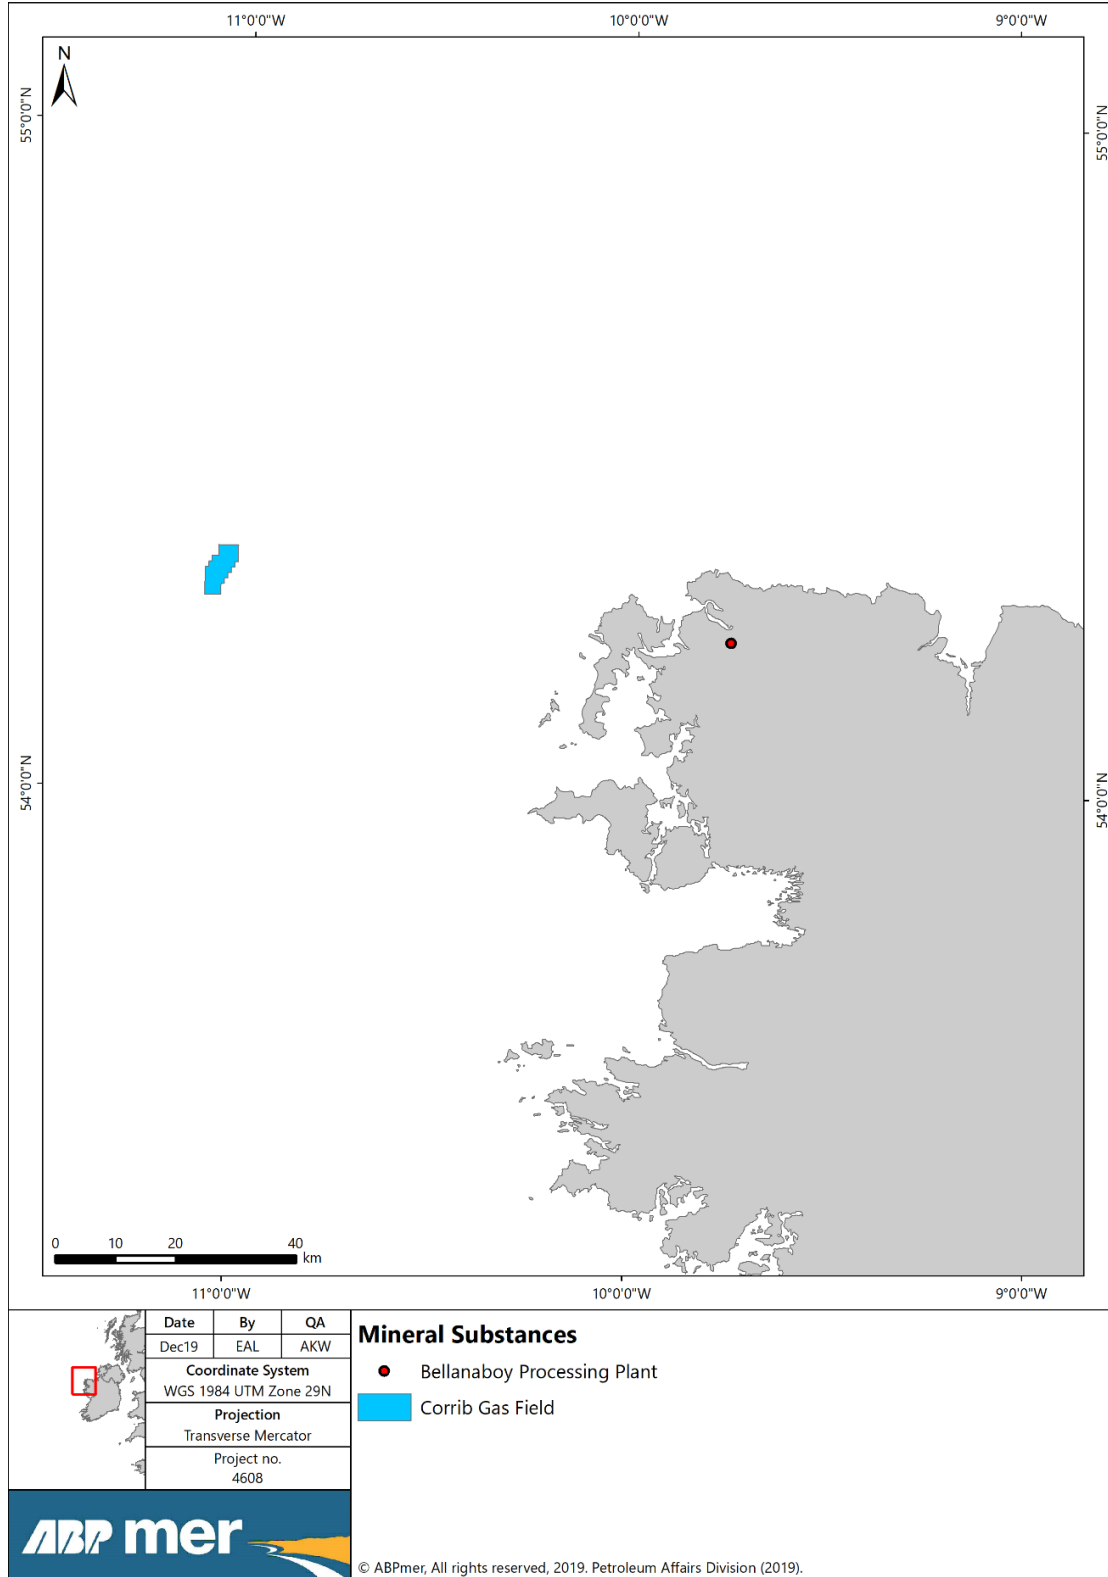 11°0'0"W 10°0'0"W 9°0'0"W
N
55°0'0"N
55°0'0"N
54°0'0"N
54°0'0"N
0 10 20 40
km
11°0'0"W 10°0'0"W 9°0'0"W
Date By QA
Dec19 EAL AKW
Coordinate System
WGS 1984 UTM Zone 29N
Projection
Transverse Mercator
Project no.
4608
ABP mer
Mineral Substances
Bellanaboy Processing Plant
Corrib Gas Field
© ABPmer, All rights reserved, 2019. Petroleum Affairs Division (2019).